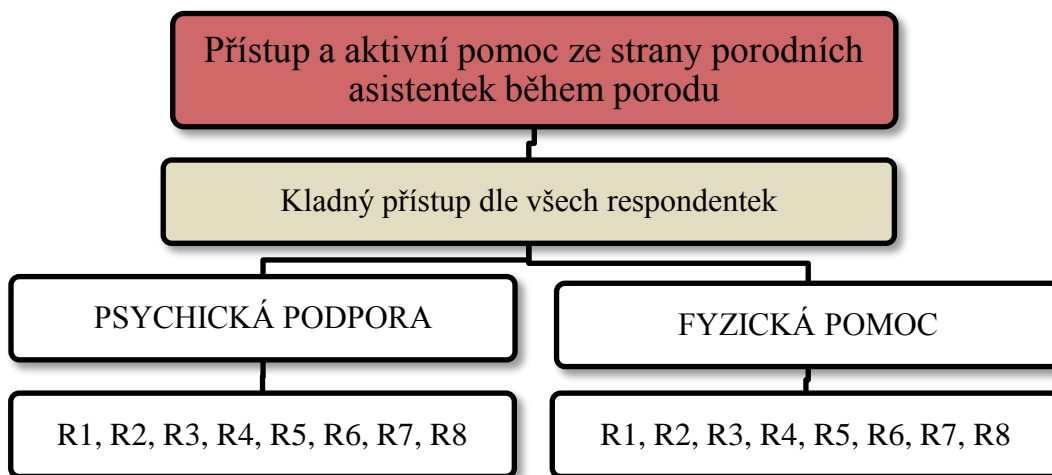 Přístup a aktivní pomoc ze strany porodních
asistentek během porodu
Kladný přístup dle všech respondentek
PSYCHICKÁ PODPORA
FYZICKÁ POMOC
R1, R2, R3, R4, R5, R6, R7, R8
R1, R2, R3, R4, R5, R6, R7, R8